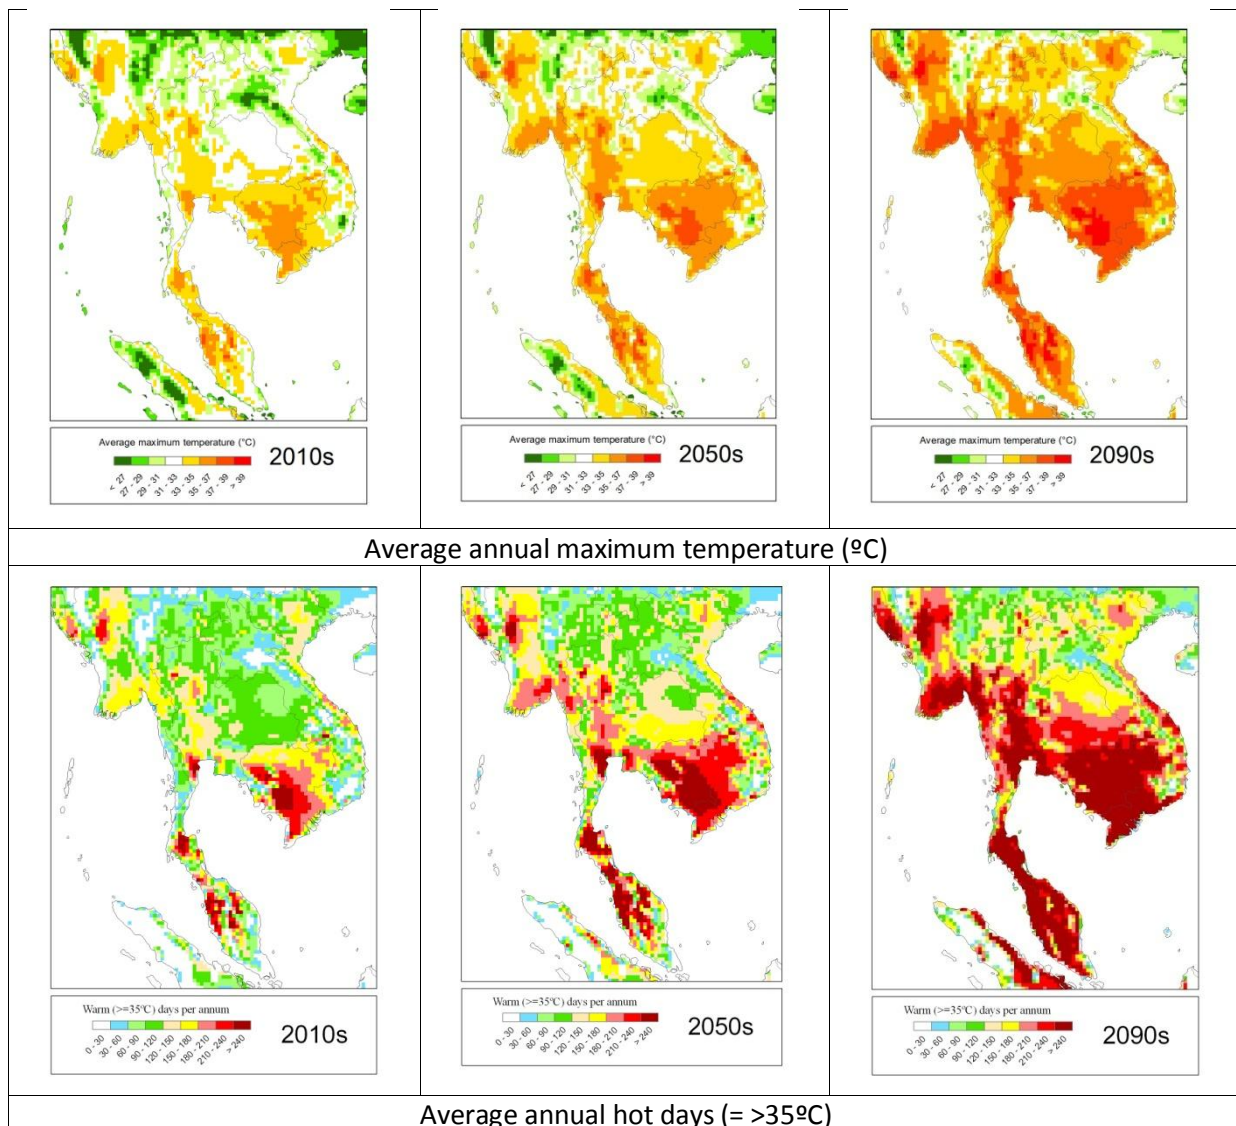 Average maximum temperature (°C)
2010s
< 27
27 - 29
29 - 31
31 - 33
33 - 35
35 - 37
37 - 39
> 39
Average maximum temperature (°C)
2050s
< 27
27 - 29
29 - 31
31 - 33
33 - 35
35 - 37
37 - 39
> 39
Average maximum temperature (°C)
2090s
< 27
27 - 29
29 - 31
31 - 33
33 - 35
35 - 37
37 - 39
> 39
Average annual maximum temperature (ºC)
Warm (>=35°C) days per annum
2010s
0 - 30
30 - 60
60 - 90
90 - 120
120 - 150
150 - 180
180 - 210
210 - 240
> 240
Warm (>=35°C) days per annum
2050s
0 - 30
30 - 60
60 - 90
90 - 120
120 - 150
150 - 180
180 - 210
210 - 240
> 240
Warm (>=35°C) days per annum
2090s
0 - 30
30 - 60
60 - 90
90 - 120
120 - 150
150 - 180
180 - 210
210 - 240
> 240
Average annual hot days (= >35ºC)